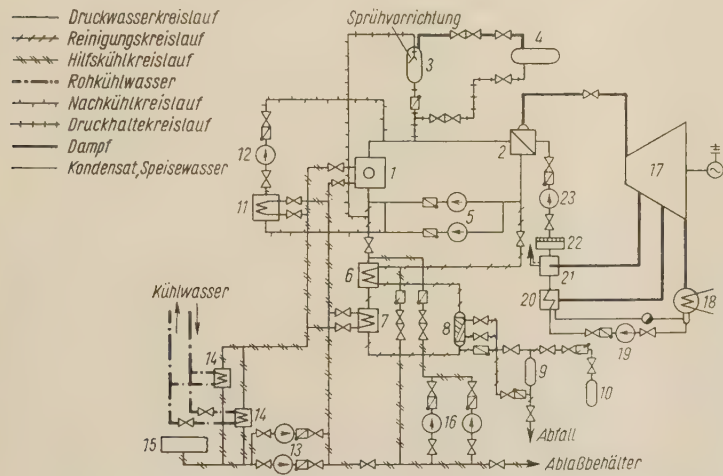 Druckwasserkreislauf
Reinigungskreislauf
Hilfskühlkreislauf
Rohkühlwasser
Nachkühlkreislauf
Druckhaltekreislauf
Dampf
Kondensat, Speisewasser
Sprühvorrichtung
3
4
12
1
2
17
11
5
23
22
6
21
20
18
Kühlwasser
7
8
19
14
9
10
14
16
15
13
Abfall
Ablaßbehälter